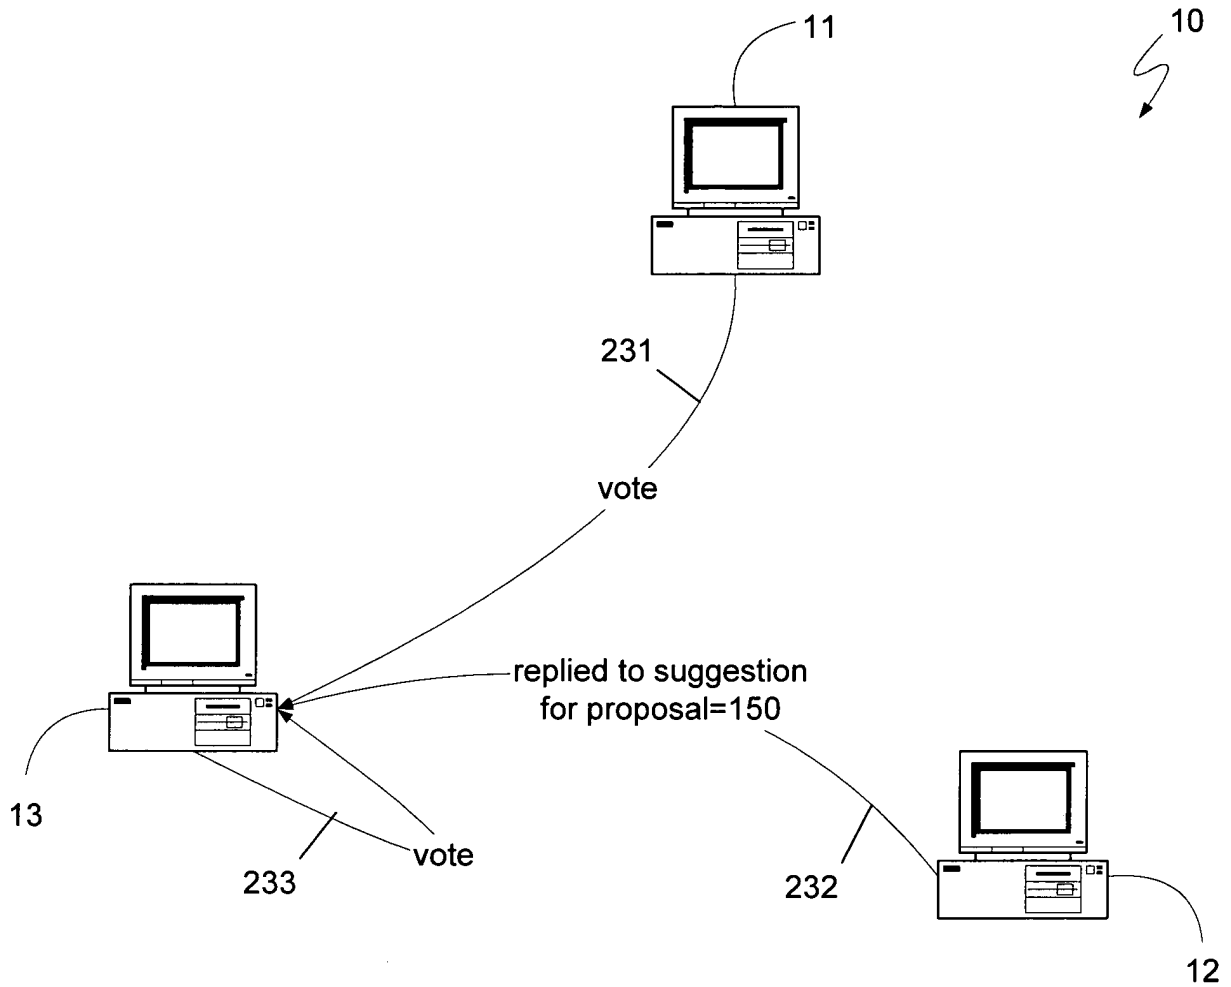 11
10
231
vote
replied to suggestion
for proposal=150
13
vote
233
232
12